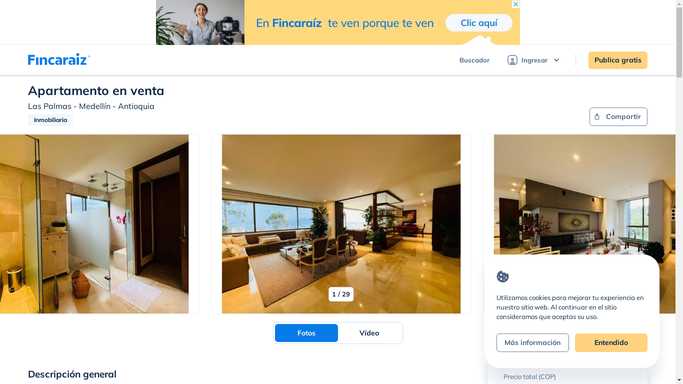 En Fincaraíz te ven porque te ven
Clic aquí
Fincaraiz
Buscador
Ingresar
Publica gratis
Apartamento en venta
Las Palmas - Medellín - Antioquia
Inmobiliaria
Compartir
1 / 29
Fotos
Vídeo
Utilizamos cookies para mejorar tu experiencia en
nuestro sitio web. Al continuar en el sitio
consideramos que aceptas su uso.
Más información
Entendido
Descripción general
Precio total (COP)